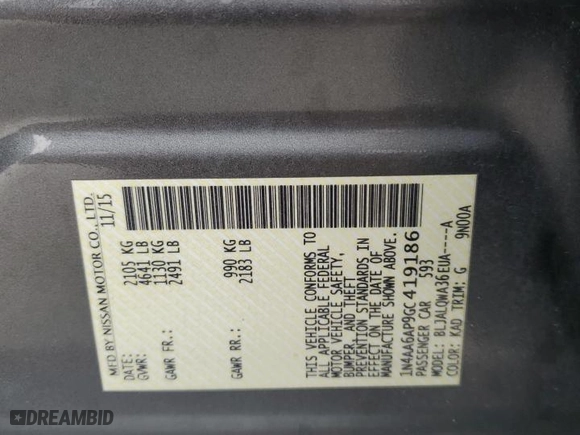 MFD BY NISSAN MOTOR CO., LTD.
11/15
2105 KG
GVWR: 4641 LB
1130 KG
GAWR FR.: 2491 LB
990 KG
GAWR RR.: 2183 LB
THIS VEHICLE CONFORMS TO
ALL APPLICABLE FEDERAL
MOTOR VEHICLE SAFETY,
BUMPER, AND THEFT
PREVENTION STANDARDS IN
EFFECT ON THE DATE OF
MANUFACTURE SHOWN ABOVE.
1N4AA6AP9GC419186
PASSENGER CAR 593
MODEL: BLJALQWA36EUA----A
COLOR: KAD TRIM: G 9N00A
DREAMBID